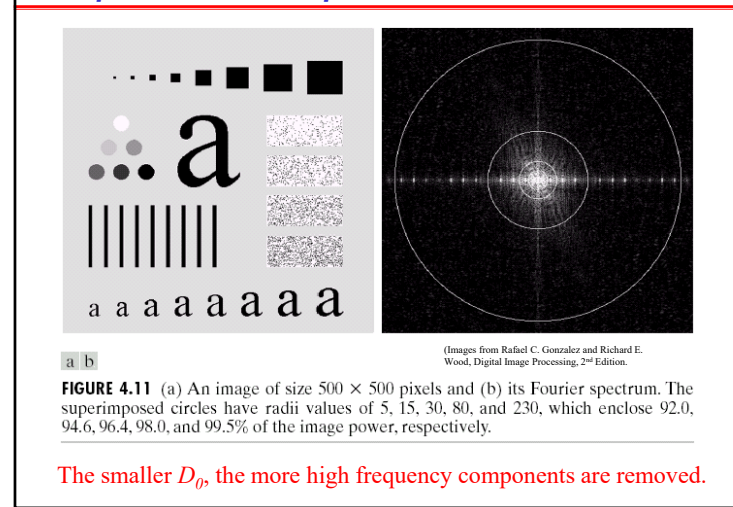 a
a a a a a a a a
(Images from Rafael C. Gonzalez and Richard E.
Wood, Digital Image Processing, 2nd Edition.
a b
FIGURE 4.11 (a) An image of size 500 × 500 pixels and (b) its Fourier spectrum. The
superimposed circles have radii values of 5, 15, 30, 80, and 230, which enclose 92.0,
94.6, 96.4, 98.0, and 99.5% of the image power, respectively.
The smaller D0, the more high frequency components are removed.